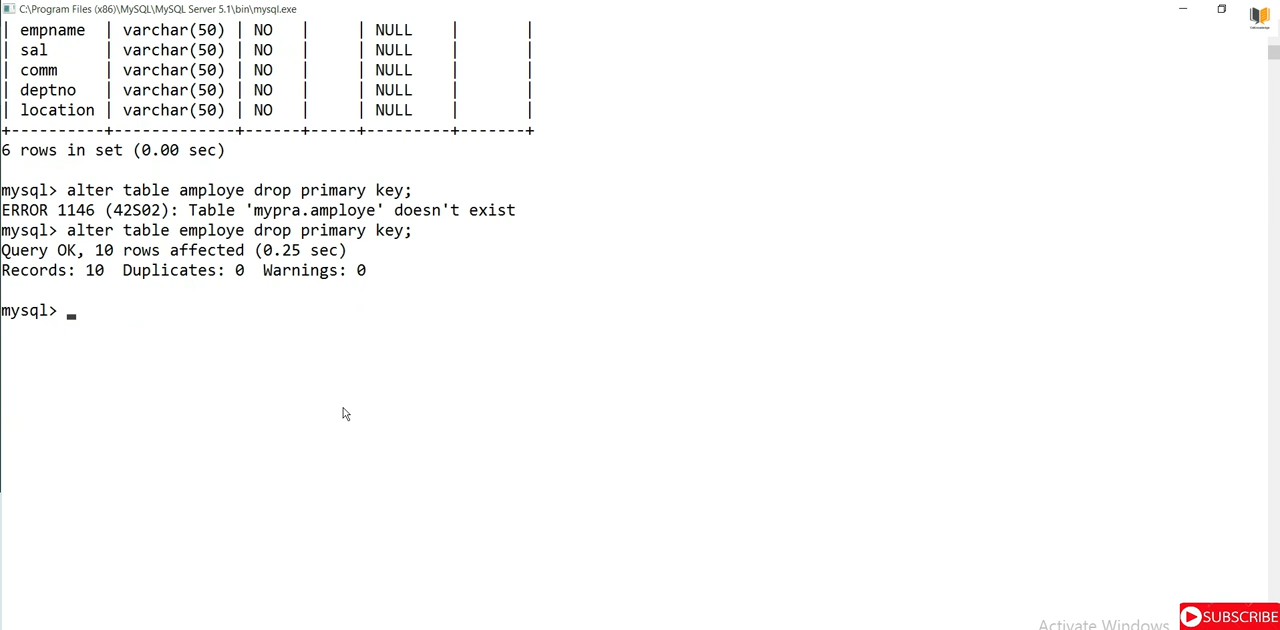 C:\Program Files (x86)\MySQL\MySQL Server 5.1\bin\mysql.exe
| empname  | varchar(50) | NO   |     | NULL    |       |
| sal      | varchar(50) | NO   |     | NULL    |       |
| comm     | varchar(50) | NO   |     | NULL    |       |
| deptno   | varchar(50) | NO   |     | NULL    |       |
| location | varchar(50) | NO   |     | NULL    |       |
+----------+-------------+------+-----+---------+-------+
6 rows in set (0.00 sec)
mysql> alter table amploye drop primary key;
ERROR 1146 (42S02): Table 'mypra.amploye' doesn't exist
mysql> alter table employe drop primary key;
Query OK, 10 rows affected (0.25 sec)
Records: 10  Duplicates: 0  Warnings: 0
mysql>
Activate Windows
SUBSCRIBE